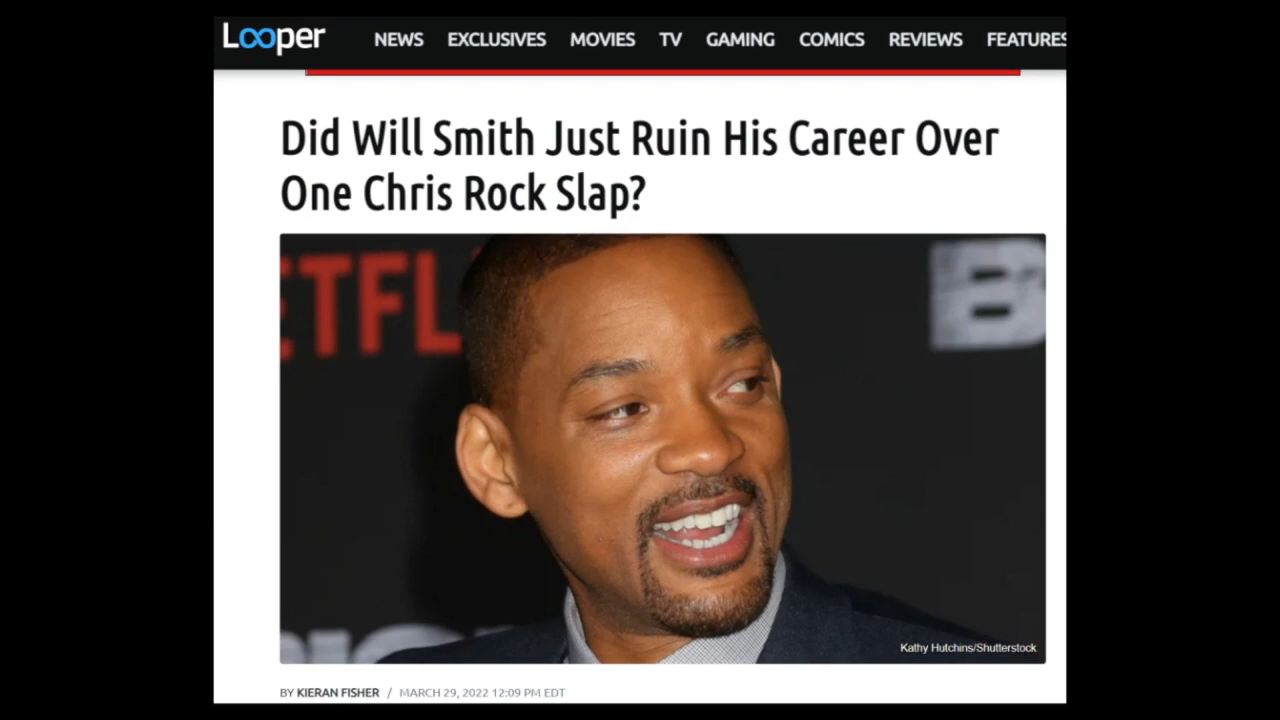 Looper NEWS EXCLUSIVES MOVIES TV GAMING COMICS REVIEWS FEATURES
Did Will Smith Just Ruin His Career Over
One Chris Rock Slap?
ETFL
B
Kathy Hutchins/Shutterstock
BY KIERAN FISHER / MARCH 29, 2022 12:09 PM EDT